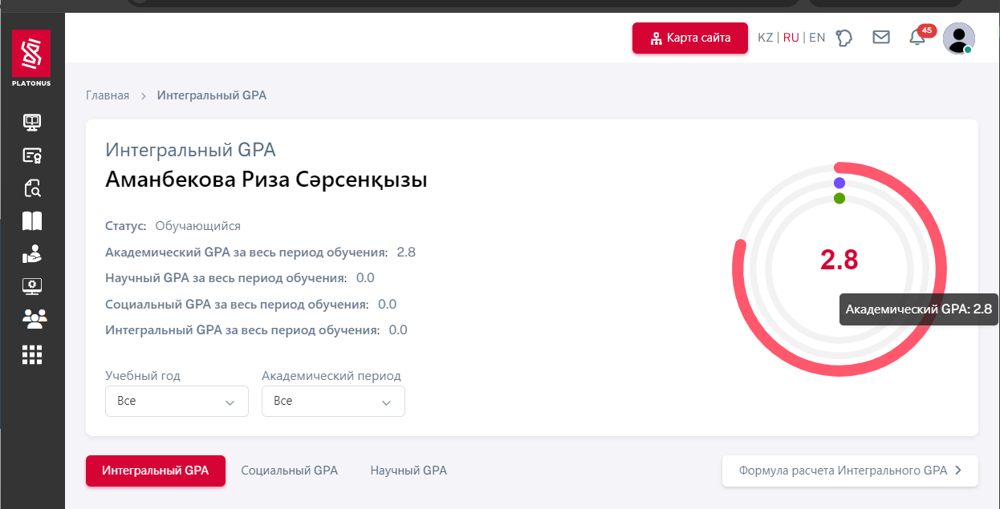 PLATONUS
Карта сайта
KZ | RU | EN
45
Главная > Интегральный GPA
Интегральный GPA
Аманбекова Риза Сәрсенқызы
Статус: Обучающийся
Академический GPA за весь период обучения: 2.8
Научный GPA за весь период обучения: 0.0
Социальный GPA за весь период обучения: 0.0
Интегральный GPA за весь период обучения: 0.0
2.8
Академический GPA: 2.8
Учебный год Академический период
Все Все
Интегральный GPA Социальный GPA Научный GPA Формула расчета Интегрального GPA >